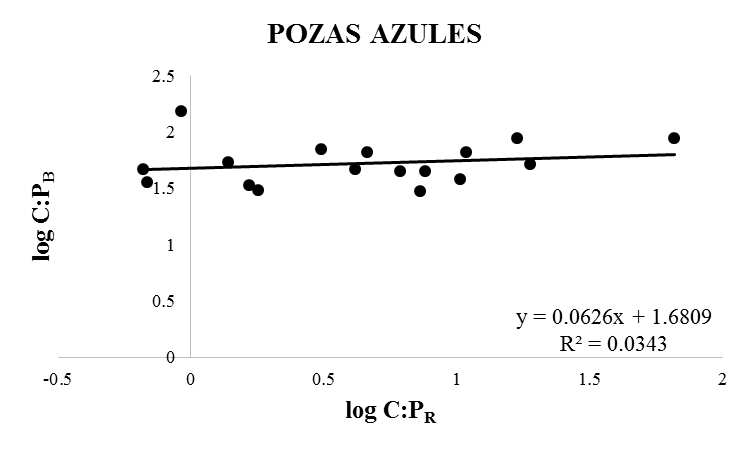 POZAS AZULES
2.5
2
1.5
1
0.5
0
-0.5 0 0.5 1 1.5 2
log C:PB
y = 0.0626x + 1.6809
R² = 0.0343
log C:PR